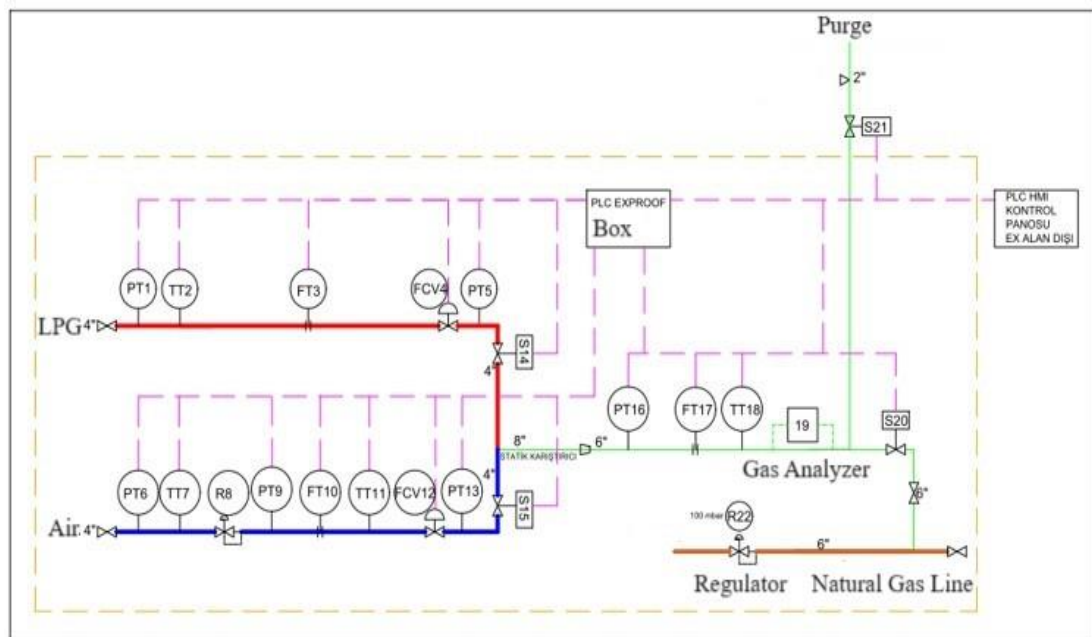 Purge
2"
S21
PLC EXPROOF
Box
PLC HMI
KONTROL
PANOSU
EX ALAN DIŞI
PT1
TT2
FT3
FCV4
PT5
LPG
4"
S14
4"
PT16
FT17
TT18
19
S20
8"
6"
STATİK KARIŞTIRICI
Gas Analyzer
4"
PT6
TT7
R8
PT9
FT10
TT11
FCV12
PT13
S15
6"
Air.
4"
100 mbar
R22
6"
Regulator
Natural Gas Line